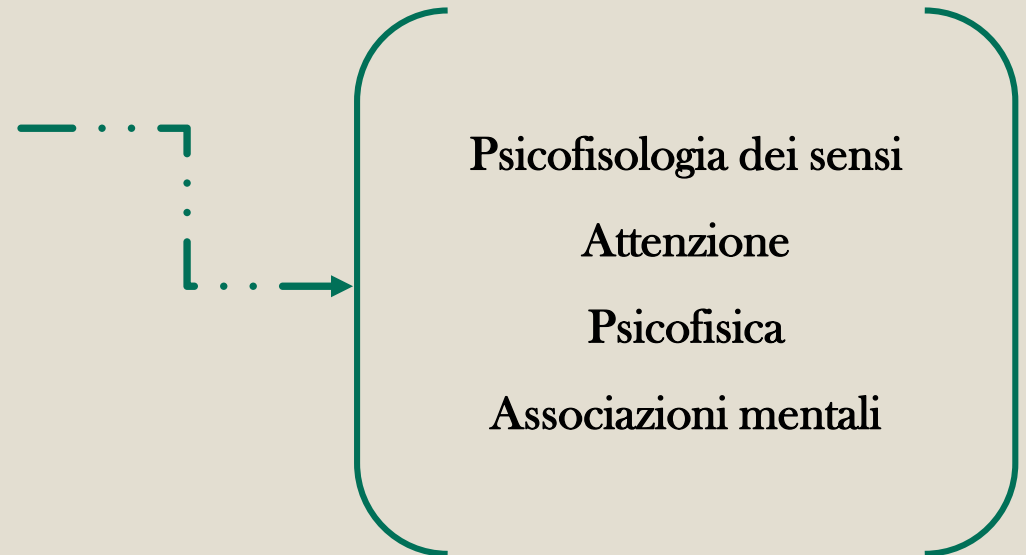 Psicofisologia dei sensi
Attenzione
Psicofisica
Associazioni mentali